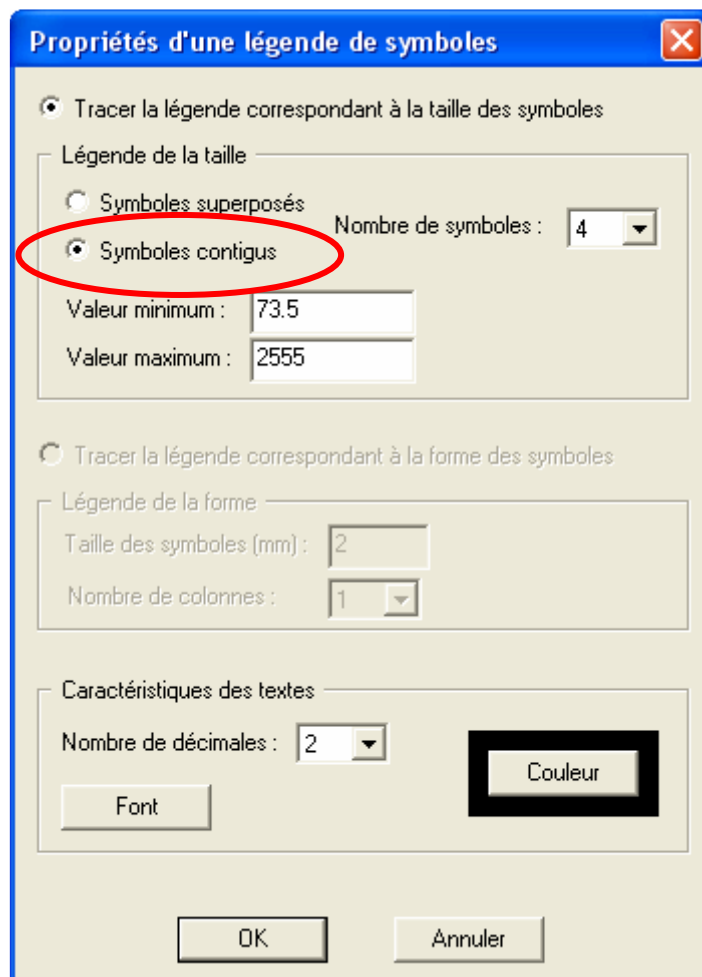 Propriétés d'une légende de symboles
Tracer la légende correspondant à la taille des symboles
Légende de la taille
Symboles superposés
Nombre de symboles : 4
Symboles contigus
Valeur minimum : 73.5
Valeur maximum : 2555
Tracer la légende correspondant à la forme des symboles
Légende de la forme
Taille des symboles (mm) : 2
Nombre de colonnes : 1
Caractéristiques des textes
Nombre de décimales : 2
Couleur
Font
OK Annuler